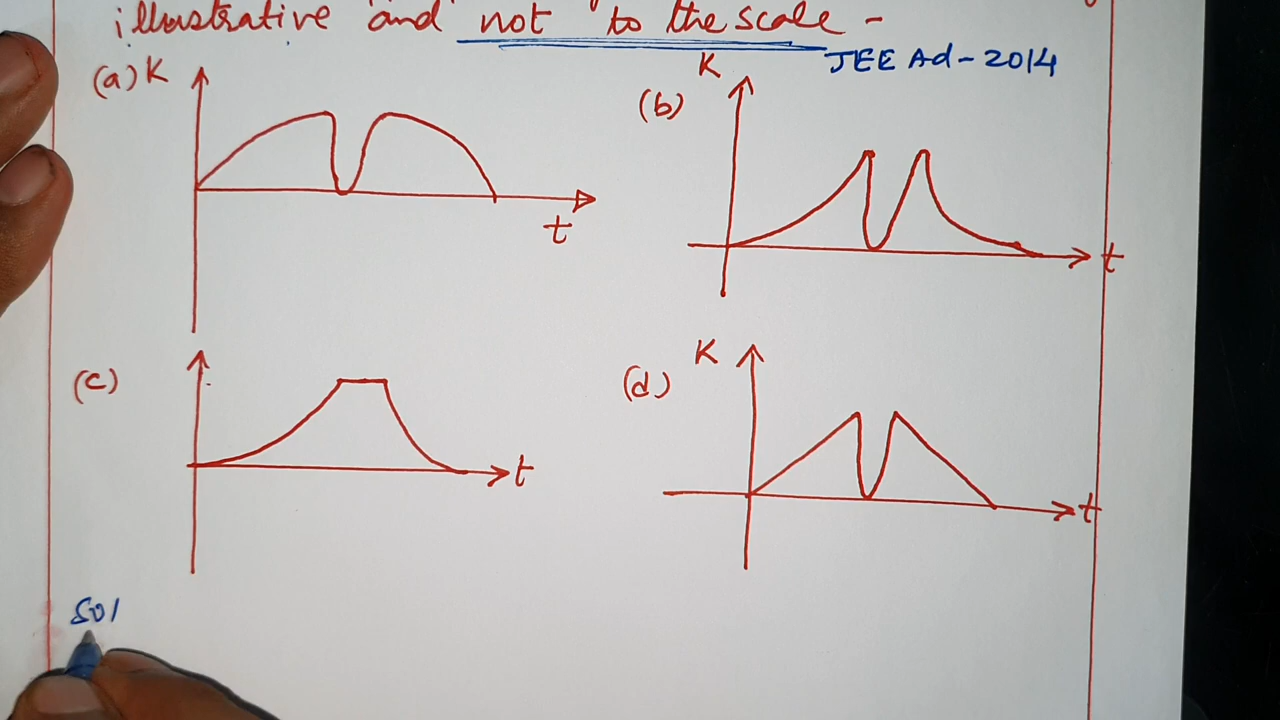 illustrative and not to the scale -
JEE Ad - 2014
(a) K
t
(b) K
t
(c)
t
(d) K
t
Sol